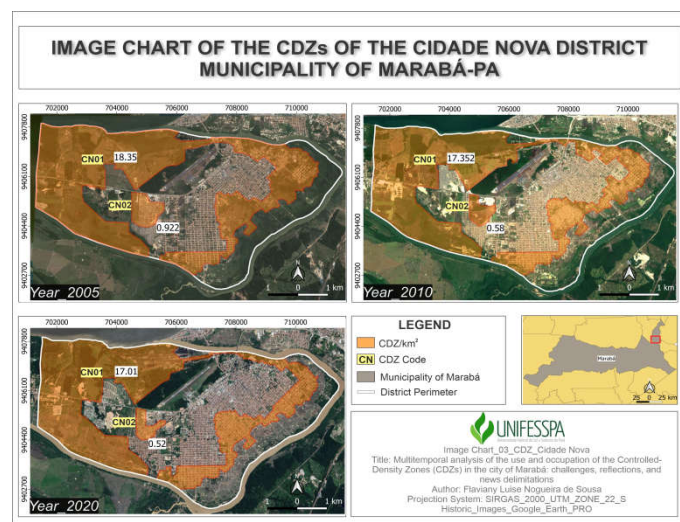 IMAGE CHART OF THE CDZs OF THE CIDADE NOVA DISTRICT
MUNICIPALITY OF MARABÁ-PA
702000 704000 706000 708000 710000
702000 704000 706000 708000 710000
9407800
9406100
9404400
9402700
CN01
18.35
CN02
0.922
Year_2005
N
1 0 1 km
9407800
9406100
9404400
9402700
CN01
17.352
CN02
0.58
Year_2010
1 0 1 km
702000 704000 706000 708000 710000
9407800
9406100
9404400
9402700
CN01
17.01
CN02
0.52
Year_2020
1 0 1 km
LEGEND
CDZ/km²
CN CDZ Code
Municipality of Marabá
District Perimeter
Marabá
25 0 25 km
UNIFESSPA
Image Chart_03_CDZ_Cidade Nova
Title: Multitemporal analysis of the use and occupation of the Controlled-
Density Zones (CDZs) in the city of Marabá: challenges, reflections, and
news delimitations
Author: Flaviany Luise Nogueira de Sousa
Projection System: SIRGAS_2000_UTM_ZONE_22_S
Historic_Images_Google_Earth_PRO